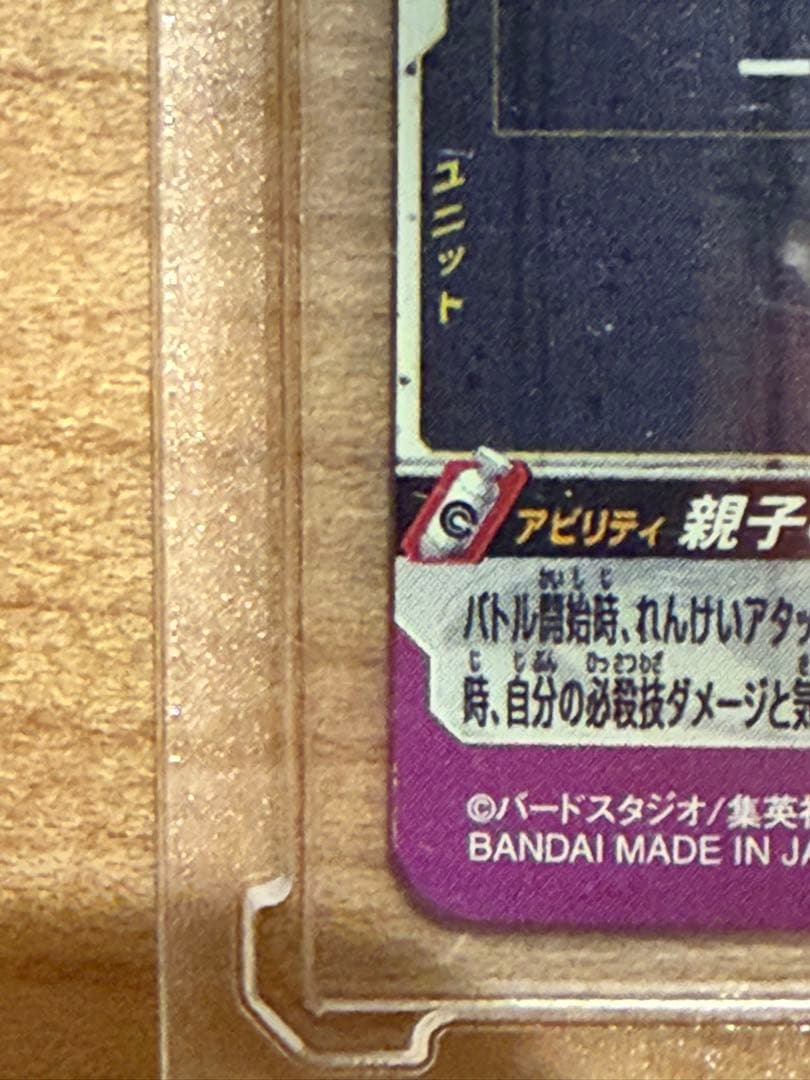 ユニット
アビリティ 親子
バトル開始時、れんけいアタッ
時、自分の必殺技ダメージと気
©バードスタジオ/集英社
BANDAI MADE IN JA